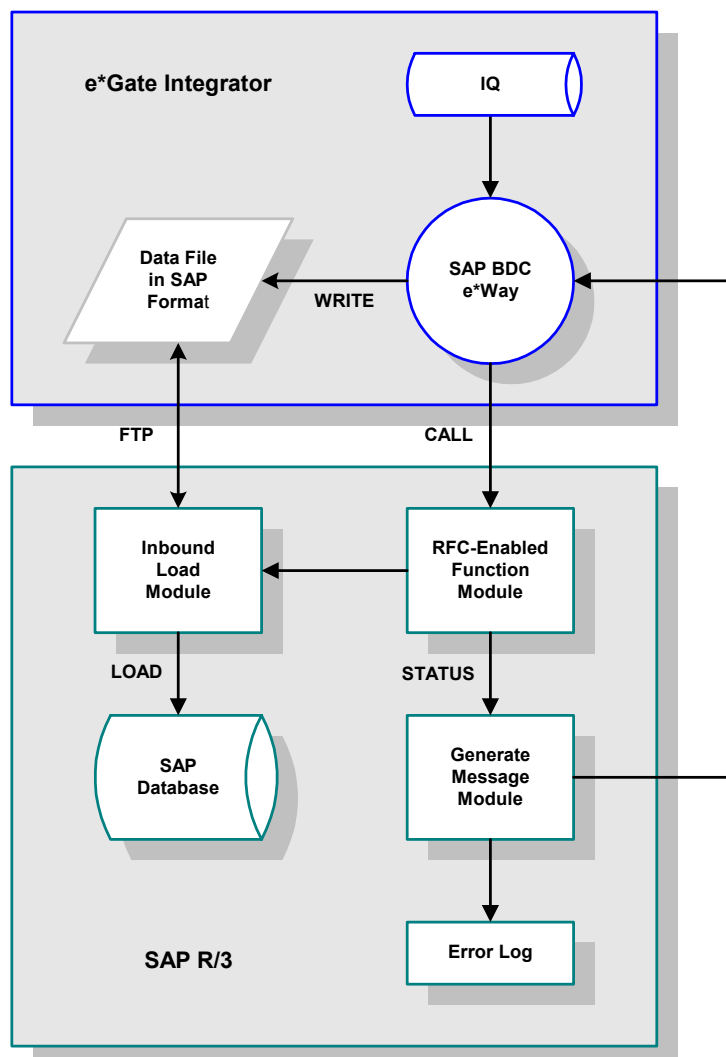 e*Gate Integrator
IQ
Data File
in SAP
Format
SAP BDC
e*Way
WRITE
FTP
CALL
Inbound
Load
Module
RFC-Enabled
Function
Module
LOAD
STATUS
SAP
Database
Generate
Message
Module
SAP R/3
Error Log